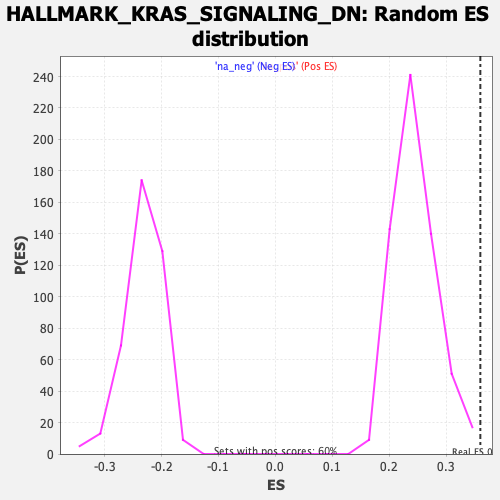 HALLMARK_KRAS_SIGNALING_DN: Random ES
distribution
'na_neg' (Neg ES)' (Pos ES)
240
220
200
180
160
140
120
100
80
60
40
20
0
P(ES)
Sets with pos scores: 60%
Real ES 0
-0.3 -0.2 -0.1 0.0 0.1 0.2 0.3
ES